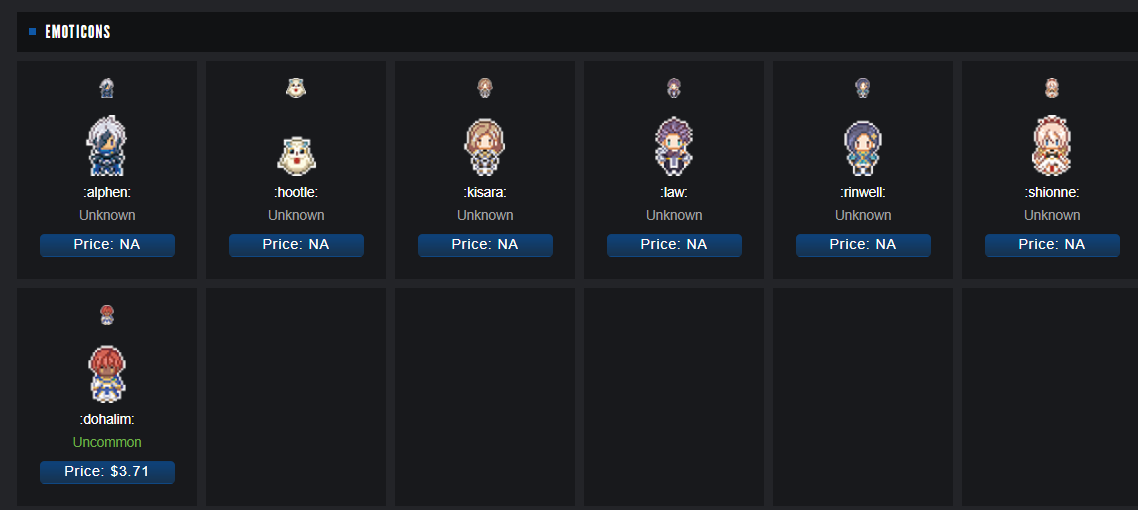 EMOTICONS
:alphen:
Unknown
Price: NA
:hootle:
Unknown
Price: NA
:kisara:
Unknown
Price: NA
:law:
Unknown
Price: NA
:rinwell:
Unknown
Price: NA
:shionne:
Unknown
Price: NA
:dohalim:
Uncommon
Price: $3.71